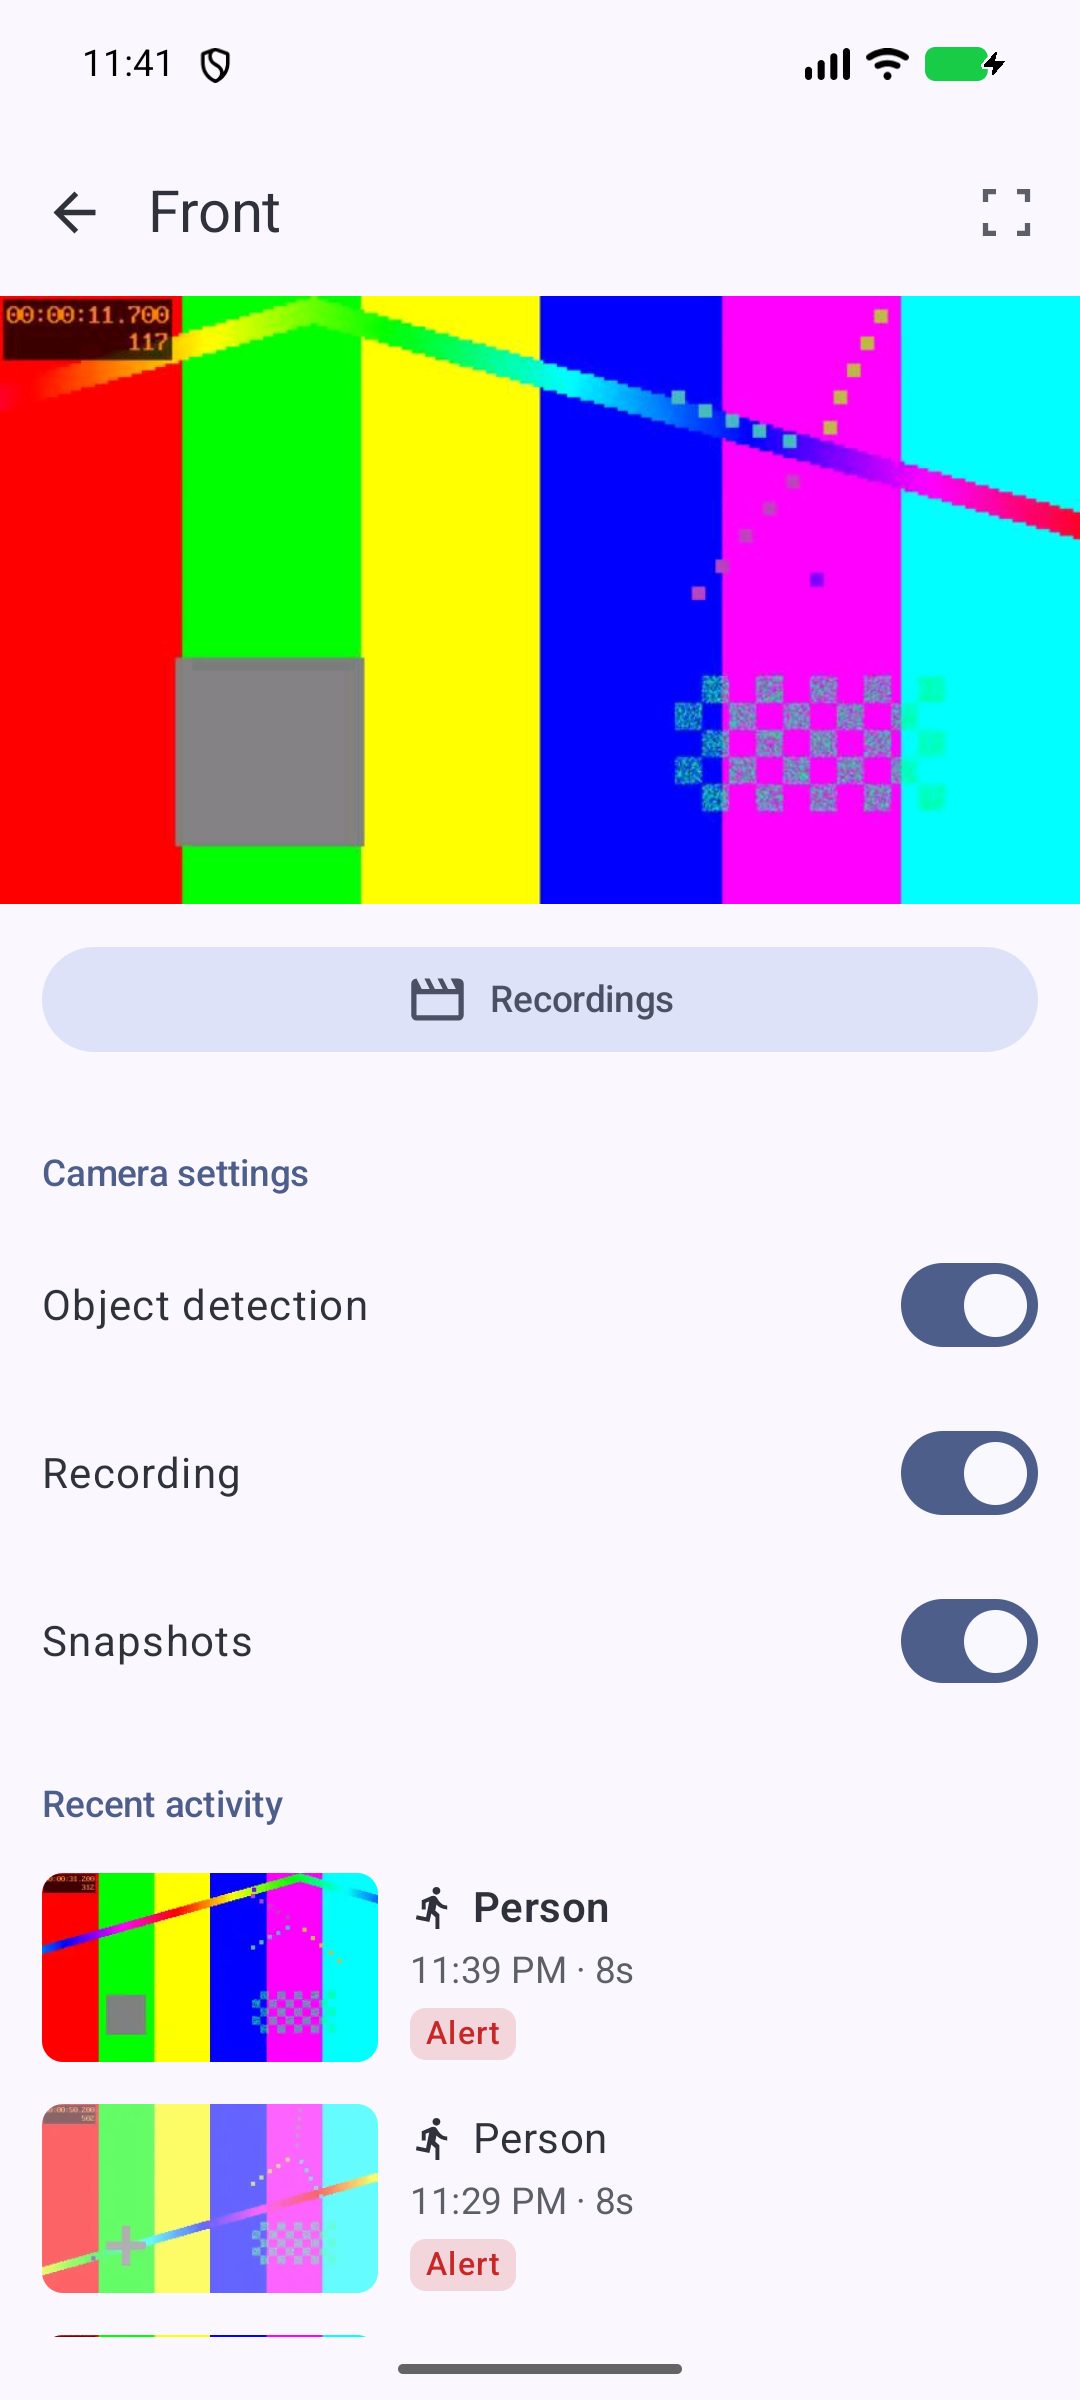 11:41
Front
00:00:11.700
117
Recordings
Camera settings
Object detection
Recording
Snapshots
Recent activity
Person
11:39 PM · 8s
Alert
Person
11:29 PM · 8s
Alert